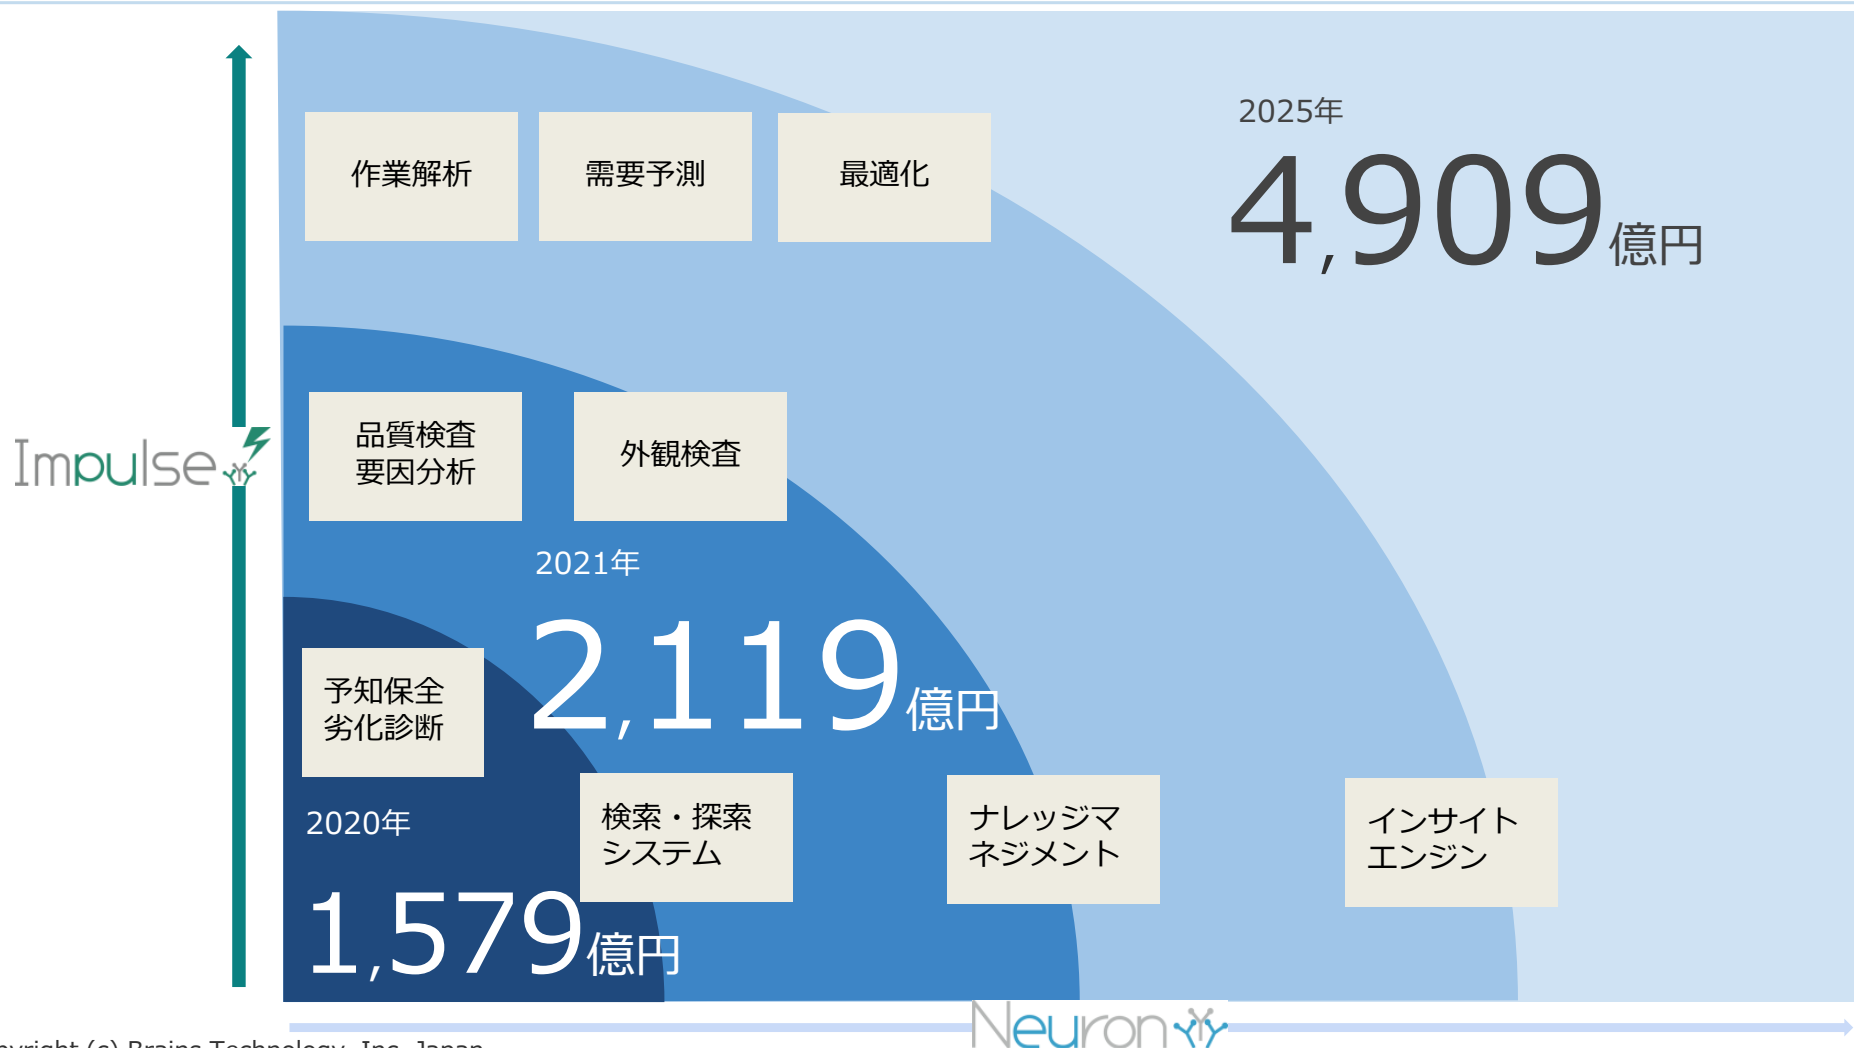 2025年
4,909億円
作業解析
需要予測
最適化
Impulse
品質検査
要因分析
外観検査
2021年
2,119億円
予知保全
劣化診断
2020年
1,579億円
検索・探索
システム
ナレッジマ
ネジメント
インサイト
エンジン
Neuron
(c) Brains Technology, Inc. Japan